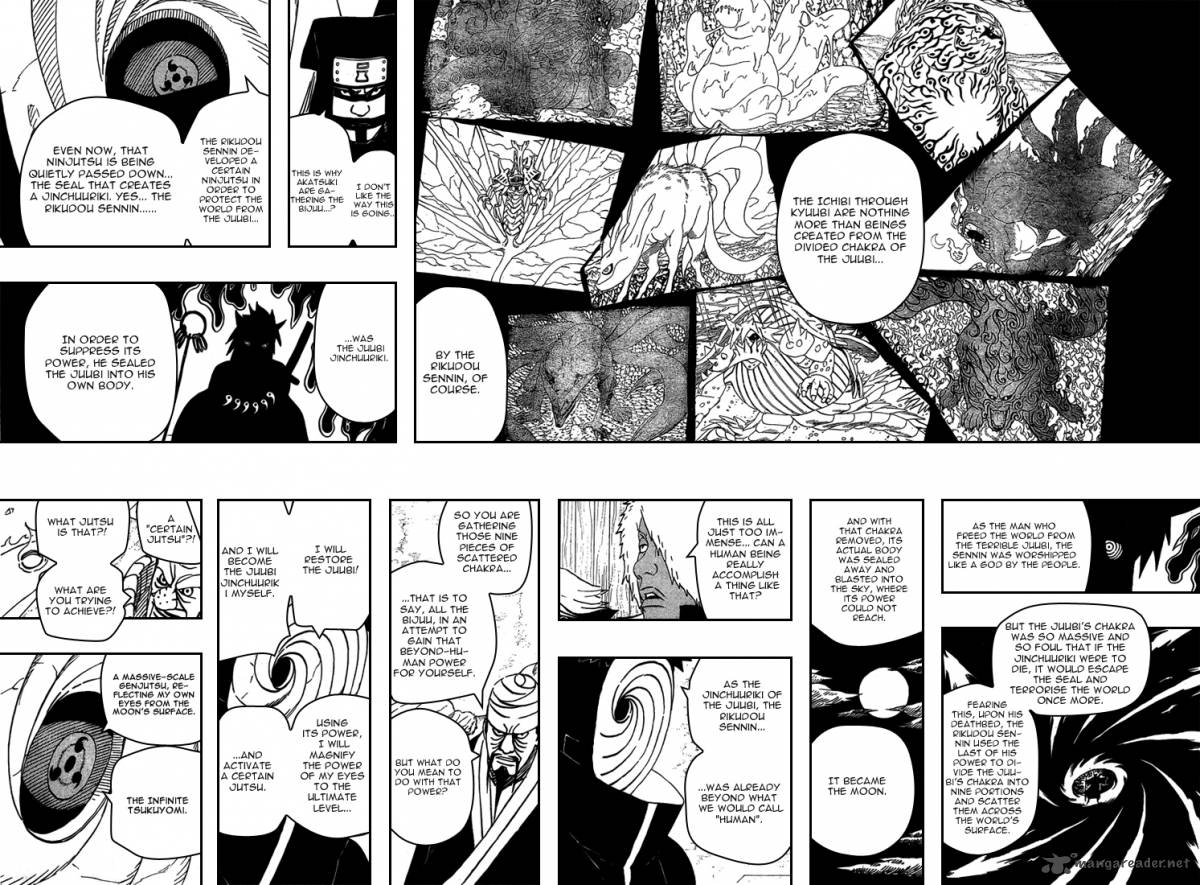 THE ICHIBI THROUGH
KYUUBI ARE NOTHING
MORE THAN BEINGS
CREATED FROM THE
DIVIDED CHAKRA OF
THE JUUBI...
BY THE
RIKUDOU
SENNIN, OF
COURSE.
I DON'T
LIKE THE
WAY THIS
IS GOING..
THIS IS WHY
AKATSUKI
ARE GA-
THERING THE
BIJUU...?
THE RIKUDOU
SENNIN DE-
VELOPED A
CERTAIN
NINJUTSU IN
ORDER TO
PROTECT THE
WORLD FROM
THE JUUBI...
EVEN NOW, THAT
NINJUTSU IS BEING
QUIETLY PASSED DOWN...
THE SEAL THAT CREATES
A JINCHUURIKI. YES... THE
RIKUDOU SENNIN......
...WAS
THE JUUBI
JINCHUURIKI.
IN ORDER TO
SUPPRESS ITS
POWER, HE SEALED
THE JUUBI INTO HIS
OWN BODY.
AS THE MAN WHO
FREED THE WORLD FROM
THE TERRIBLE JUUBI, THE
SENNIN WAS WORSHIPPED
LIKE A GOD BY THE PEOPLE.
BUT THE JUUBI'S CHAKRA
WAS SO MASSIVE AND
SO FOUL THAT IF THE
JINCHUURIKI WERE TO
DIE, IT WOULD ESCAPE
THE SEAL AND
TERRORISE THE WORLD
ONCE MORE.
FEARING
THIS, UPON HIS
DEATHBED, THE
RIKUDOU SEN-
NIN USED THE
LAST OF HIS
POWER TO DI-
VIDE THE JUU-
BI'S CHAKRA INTO
NINE PORTIONS
AND SCATTER
THEM ACROSS
THE WORLD'S
SURFACE.
AND WITH
THAT CHAKRA
REMOVED, ITS
ACTUAL BODY
WAS SEALED
AWAY AND
BLASTED INTO
THE SKY, WHERE
ITS POWER
COULD NOT
REACH.
IT BECAME
THE MOON.
THIS IS ALL
JUST TOO IM-
MENSE... CAN A
HUMAN BEING
REALLY
ACCOMPLISH
A THING LIKE
THAT?
AS THE
JINCHUURIKI OF
THE JUUBI, THE
RIKUDOU
SENNIN...
...WAS ALREADY
BEYOND WHAT
WE WOULD CALL
"HUMAN".
SO YOU ARE
GATHERING
THOSE NINE
PIECES OF
SCATTERED
CHAKRA...
...THAT IS TO
SAY, ALL THE
BIJUU, IN AN
ATTEMPT TO
GAIN THAT
BEYOND-HU-
MAN POWER
FOR YOURSELF.
BUT WHAT DO
YOU MEAN TO
DO WITH THAT
POWER?
I WILL
RESTORE
THE JUUBI!
AND I WILL
BECOME
THE JUUBI
JINCHUURIK
I MYSELF.
USING
ITS POWER,
I WILL
MAGNIFY
THE POWER
OF MY EYES
TO THE
ULTIMATE
LEVEL...
...AND
ACTIVATE
A CERTAIN
JUTSU.
A
"CERTAIN
JUTSU"?!
WHAT JUTSU
IS THAT?!
WHAT ARE
YOU TRYING
TO ACHIEVE?!
A MASSIVE-SCALE
GENJUTSU, RE-
FLECTING MY OWN
EYES FROM THE
MOON'S SURFACE.
THE INFINITE
TSUKUYOMI.
mangareader.net